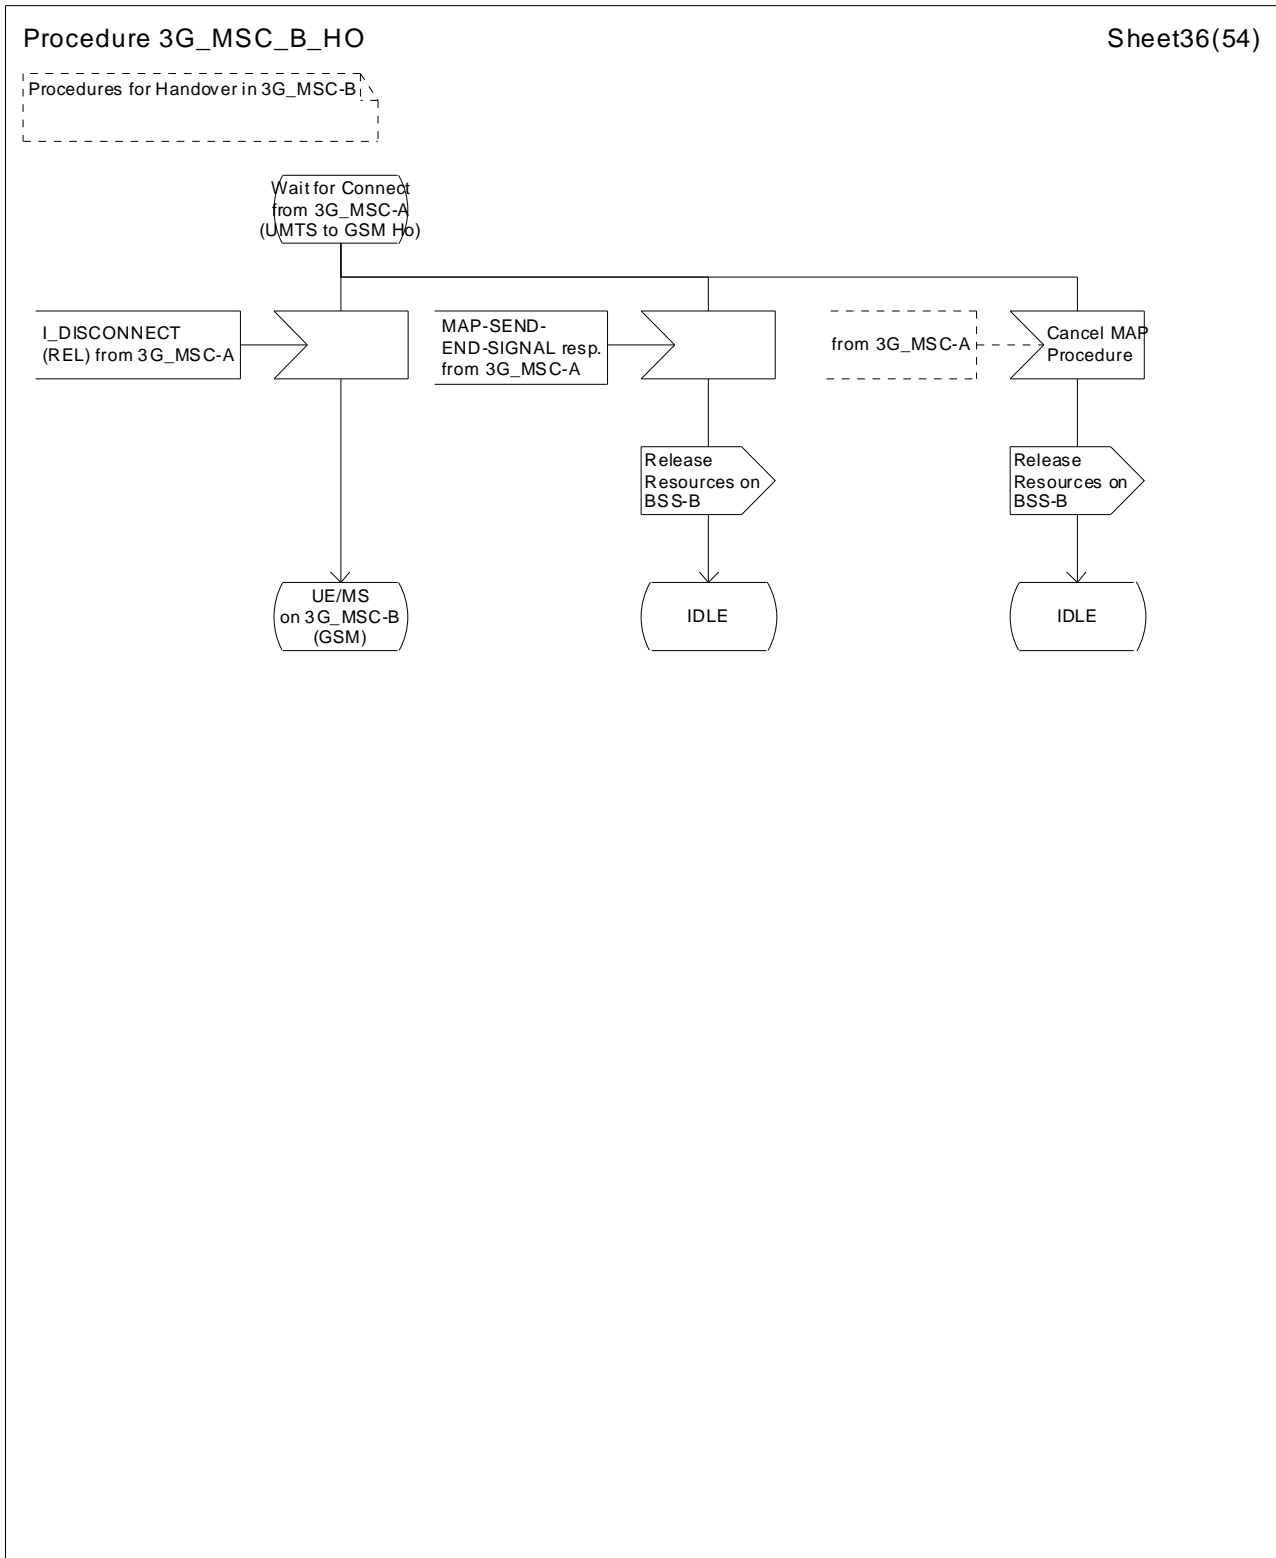 Procedure 3G_MSC_B_HO
Sheet36(54)
Procedures for Handover in 3G_MSC-B
Wait for Connect
from 3G_MSC-A
(UMTS to GSM Ho)
I_DISCONNECT
(REL) from 3G_MSC-A
MAP-SEND-
END-SIGNAL resp.
from 3G_MSC-A
from 3G_MSC-A
Cancel MAP
Procedure
Release
Resources on
BSS-B
Release
Resources on
BSS-B
UE/MS
on 3G_MSC-B
(GSM)
IDLE
IDLE